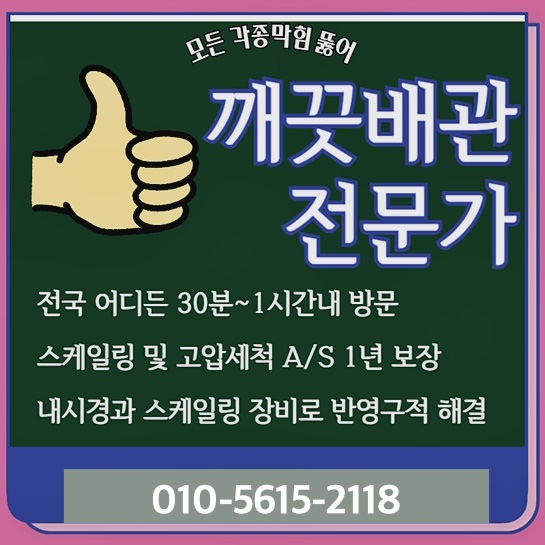 모든 각종막힘 뚫어
깨끗배관
전문가
전국 어디든 30분~1시간내 방문
스케일링 및 고압세척 A/S 1년 보장
내시경과 스케일링 장비로 반영구적 해결
010-5615-2118